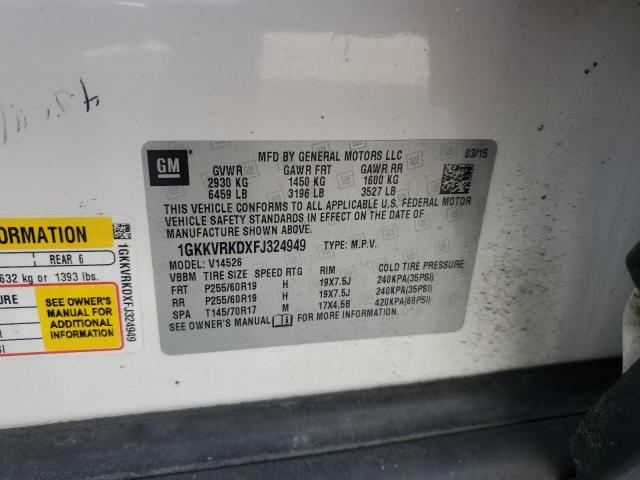 GM
MFD BY GENERAL MOTORS LLC 03/15
GVWR GAWR FRT GAWR RR
2930 KG 1450 KG 1600 KG
6459 LB 3196 LB 3527 LB
THIS VEHICLE CONFORMS TO ALL APPLICABLE U.S. FEDERAL MOTOR
VEHICLE SAFETY STANDARDS IN EFFECT ON THE DATE OF
MANUFACTURE SHOWN ABOVE.
1GKKVRKDXFJ324949 TYPE: M.P.V.
MODEL: V14526
VBBM TIRE SIZE SPEED RTG RIM COLD TIRE PRESSURE
FRT P255/60R19 H 19X7.5J 240KPA(35PSI)
RR P255/60R19 H 19X7.5J 240KPA(35PSI)
SPA T145/70R17 M 17X4.5B 420KPA(60PSI)
SEE OWNER'S MANUAL FOR MORE INFORMATION.
FORMATION
1 REAR 6
632 kg or 1393 lbs.
URE
SEE OWNER'S
MANUAL FOR
ADDITIONAL
INFORMATION
1GKKVRKDXFJ324949